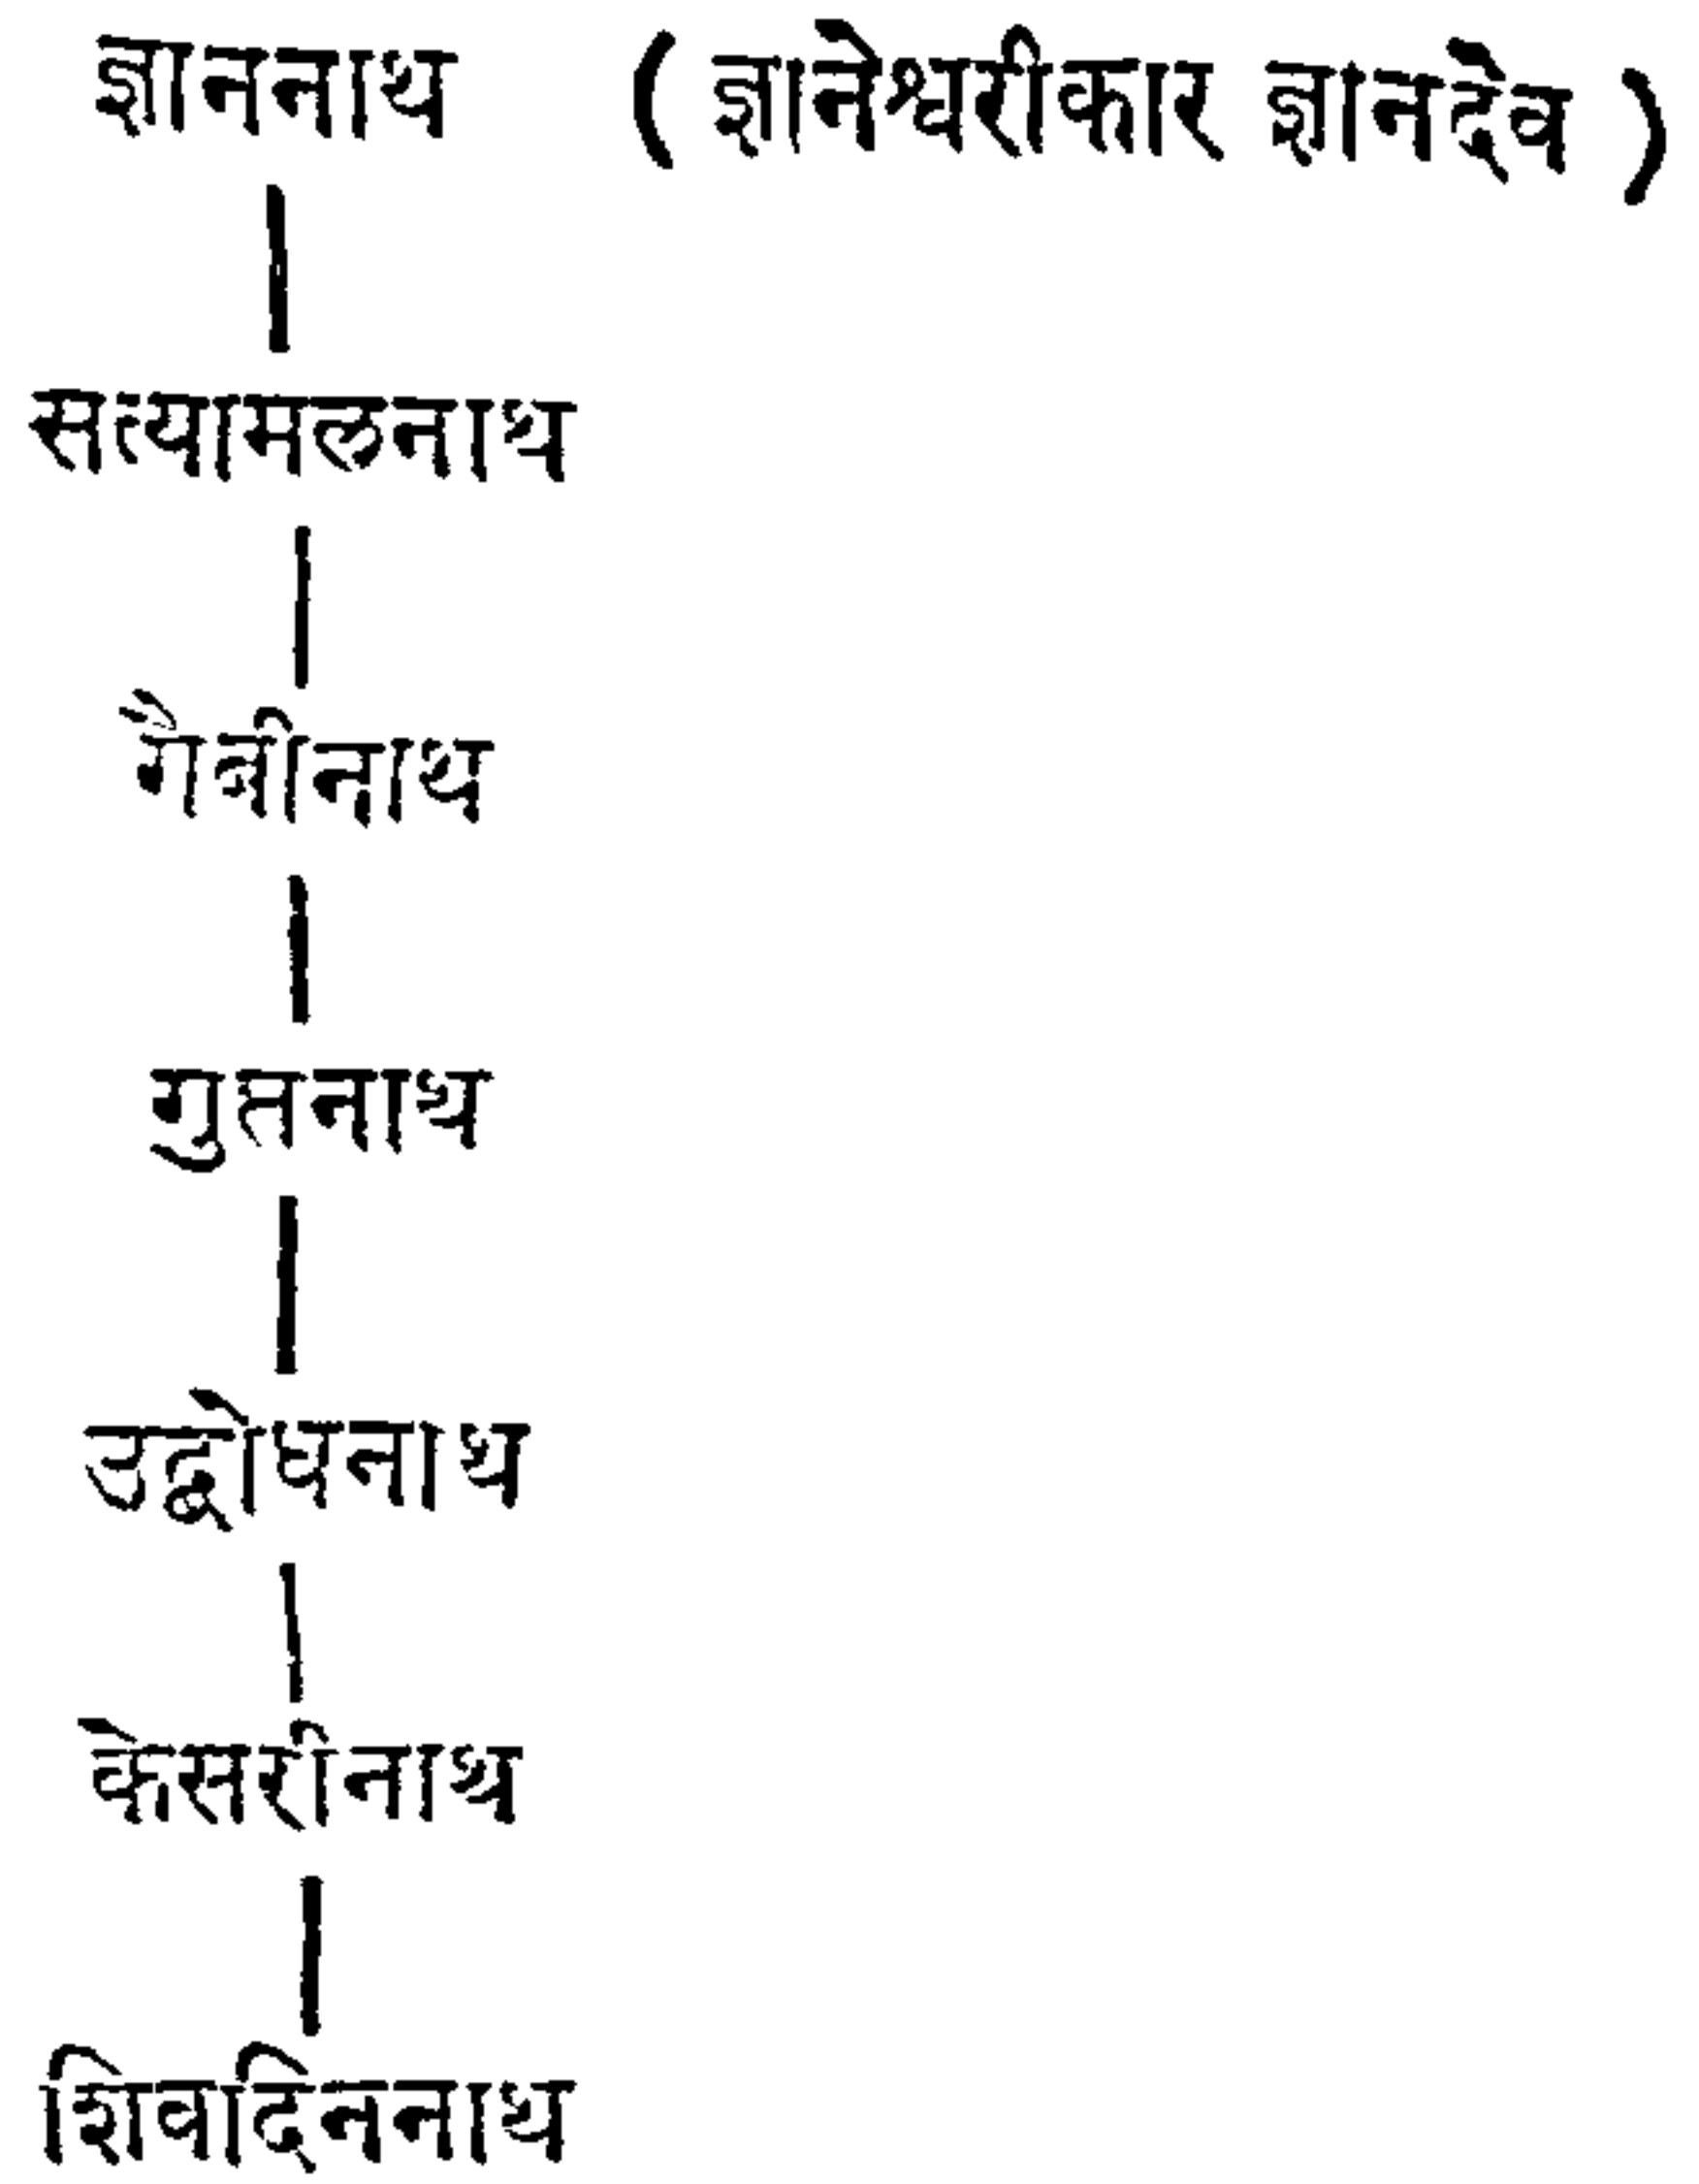 ज्ञाननाथ ( ज्ञानेश्वरीकार ज्ञानदेव )
सत्यामलनाथ
गैबीनाथ
गुप्तनाथ
उद्बोधनाथ
केसरीनाथ
शिवदिननाथ